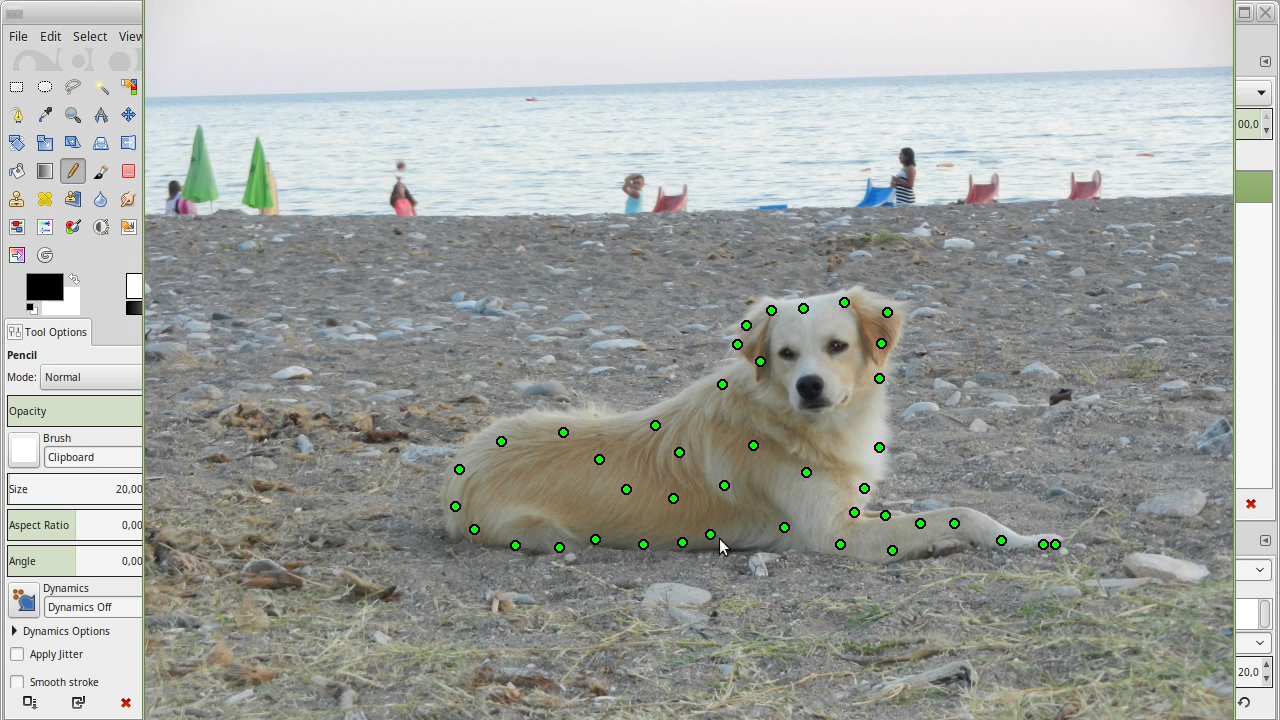 File Edit Select View
Tool Options
Pencil
Mode: Normal
Opacity
Brush
Clipboard
Size 20,00
Aspect Ratio 0,00
Angle 0,00
Dynamics
Dynamics Off
Dynamics Options
Apply Jitter
Smooth stroke
00,0
20,0